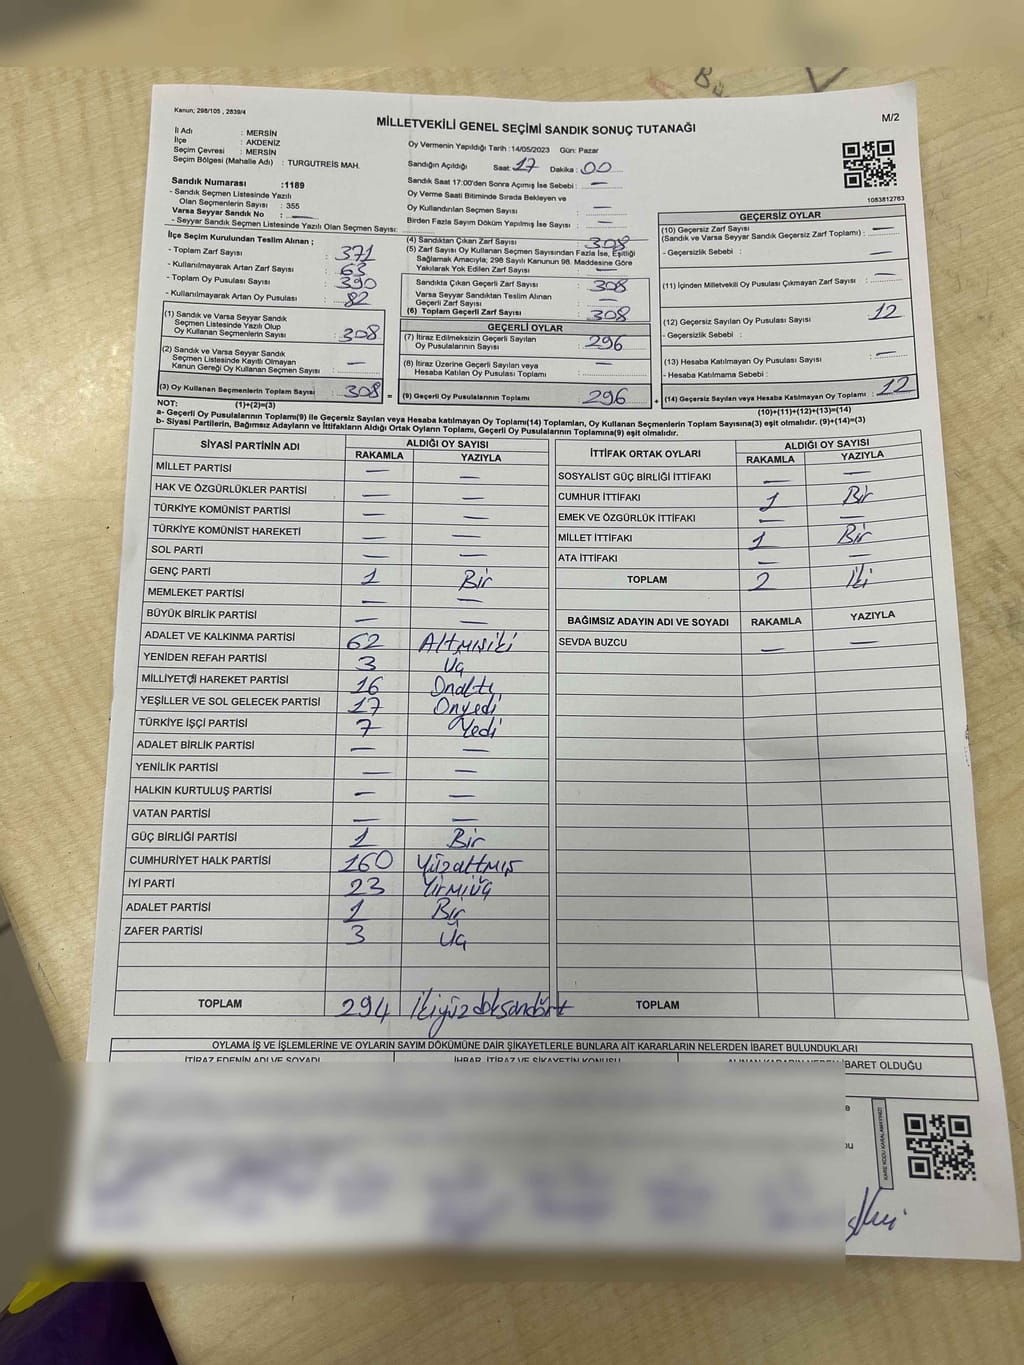 Kanun; 298/105 , 2839/4
MİLLETVEKİLİ GENEL SEÇİMİ SANDIK SONUÇ TUTANAĞI
M/2
İl Adı : MERSİN
İlçe : AKDENİZ
Seçim Çevresi : MERSİN
Seçim Bölgesi (Mahalle Adı) : TURGUTREİS MAH.
Sandık Numarası :1189
- Sandık Seçmen Listesinde Yazılı
Olan Seçmenlerin Sayısı : 355
Varsa Seyyar Sandık No : —
- Seyyar Sandık Seçmen Listesinde Yazılı Olan Seçmen Sayısı:
Oy Vermenin Yapıldığı Tarih :14/05/2023 Gün: Pazar
Sandığın Açıldığı Saat : 17 Dakika : 00
Sandık Saat 17:00'den Sonra Açımış İse Sebebi : —
Oy Verme Saati Bitiminde Sırada Bekleyen ve
Oy Kullandırılan Seçmen Sayısı : —
Birden Fazla Sayım Döküm Yapılmış İse Sayısı : —
1083812763
İlçe Seçim Kurulundan Teslim Alınan ;
- Toplam Zarf Sayısı : 371
- Kullanılmayarak Artan Zarf Sayısı : 63
- Toplam Oy Pusulası Sayısı : 390
- Kullanılmayarak Artan Oy Pusulası : 82
(1) Sandık ve Varsa Seyyar Sandık
Seçmen Listesinde Yazılı Olup
Oy Kullanan Seçmenlerin Sayısı : 308
(2) Sandık ve Varsa Seyyar Sandık
Seçmen Listesinde Kayıtlı Olmayan
Kanun Gereği Oy Kullanan Seçmen Sayısı : —
(3) Oy Kullanan Seçmenlerin Toplam Sayısı : 308 =
(4) Sandıktan Çıkan Zarf Sayısı : 308
(5) Zarf Sayısı Oy Kullanan Seçmen Sayısından Fazla İse, Eşitliği
Sağlamak Amacıyla; 298 Sayılı Kanunun 98. Maddesine Göre
Yakılarak Yok Edilen Zarf Sayısı : —
Sandıkta Çıkan Geçerli Zarf Sayısı : 308
Varsa Seyyar Sandıktan Teslim Alınan
Geçerli Zarf Sayısı : —
(6) Toplam Geçerli Zarf Sayısı : 308
GEÇERLİ OYLAR
(7) İtiraz Edilmeksizin Geçerli Sayılan
Oy Pusulalarının Sayısı : 296
(8) İtiraz Üzerine Geçerli Sayılan veya
Hesaba Katılan Oy Pusulası Toplamı : —
(9) Geçerli Oy Pusulalarının Toplamı : 296 +
GEÇERSİZ OYLAR
(10) Geçersiz Zarf Sayısı
(Sandık ve Varsa Seyyar Sandık Geçersiz Zarf Toplamı) : —
- Geçersizlik Sebebi : —
(11) İçinden Milletvekili Oy Pusulası Çıkmayan Zarf Sayısı : —
(12) Geçersiz Sayılan Oy Pusulası Sayısı : 12
- Geçersizlik Sebebi :
(13) Hesaba Katılmayan Oy Pusulası Sayısı : —
- Hesaba Katılmama Sebebi :
(14) Geçersiz Sayılan veya Hesaba Katılmayan Oy Toplamı : 12
NOT: (1)+(2)=(3)
(10)+(11)+(12)+(13)=(14)
a- Geçerli Oy Pusulalarının Toplamı(9) ile Geçersiz Sayılan veya Hesaba katılmayan Oy Toplamı(14) Toplamları, Oy Kullanan Seçmenlerin Toplam Sayısına(3) eşit olmalıdır. (9)+(14)=(3)
b- Siyasi Partilerin, Bağımsız Adayların ve İttifakların Aldığı Ortak Oyların Toplamı, Geçerli Oy Pusulalarının Toplamına(9) eşit olmalıdır.
SİYASİ PARTİNİN ADI ALDIĞI OY SAYISI
RAKAMLA YAZIYLA
MİLLET PARTİSİ — —
HAK VE ÖZGÜRLÜKLER PARTİSİ — —
TÜRKİYE KOMÜNİST PARTİSİ — —
TÜRKİYE KOMÜNİST HAREKETİ — —
SOL PARTİ — —
GENÇ PARTİ 1 Bir
MEMLEKET PARTİSİ — —
BÜYÜK BİRLİK PARTİSİ — —
ADALET VE KALKINMA PARTİSİ 62 Altmışiki
YENİDEN REFAH PARTİSİ 3 Üç
MİLLİYETÇİ HAREKET PARTİSİ 16 Onaltı
YEŞİLLER VE SOL GELECEK PARTİSİ 17 Onyedi
TÜRKİYE İŞÇİ PARTİSİ 7 Yedi
ADALET BİRLİK PARTİSİ — —
YENİLİK PARTİSİ — —
HALKIN KURTULUŞ PARTİSİ — —
VATAN PARTİSİ — —
GÜÇ BİRLİĞİ PARTİSİ 1 Bir
CUMHURİYET HALK PARTİSİ 160 Yüzaltmış
İYİ PARTİ 23 Yirmiüç
ADALET PARTİSİ 1 Bir
ZAFER PARTİSİ 3 Üç
TOPLAM 294 İkiyüzdoksandört
İTTİFAK ORTAK OYLARI ALDIĞI OY SAYISI
RAKAMLA YAZIYLA
SOSYALİST GÜÇ BİRLİĞİ İTTİFAKI — —
CUMHUR İTTİFAKI 1 Bir
EMEK VE ÖZGÜRLÜK İTTİFAKI — —
MİLLET İTTİFAKI 1 Bir
ATA İTTİFAKI — —
TOPLAM 2 İki
BAĞIMSIZ ADAYIN ADI VE SOYADI RAKAMLA YAZIYLA
SEVDA BUZCU — —
TOPLAM
OYLAMA İŞ VE İŞLEMLERİNE VE OYLARIN SAYIM DÖKÜMÜNE DAİR ŞİKAYETLERLE BUNLARA AİT KARARLARIN NELERDEN İBARET BULUNDUKLARI
İTİRAZ EDENİN ADI VE SOYADI İHBAR, İTİRAZ VE ŞİKAYETİN KONUSU ALINAN KARARIN NEDEN İBARET OLDUĞU
KARE KODU KARALAMAYINIZ!